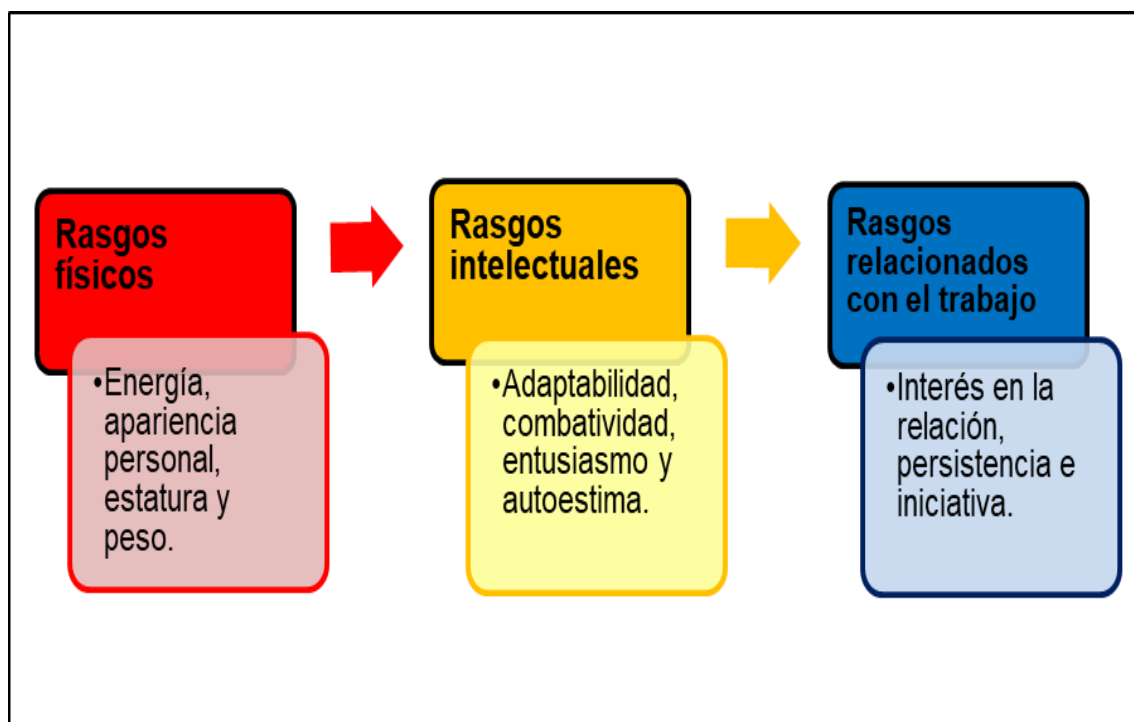 Rasgos
físicos
•Energía,
apariencia
personal,
estatura y
peso.
Rasgos
intelectuales
•Adaptabilidad,
combatividad,
entusiasmo y
autoestima.
Rasgos
relacionados
con el trabajo
•Interés en la
relación,
persistencia e
iniciativa.